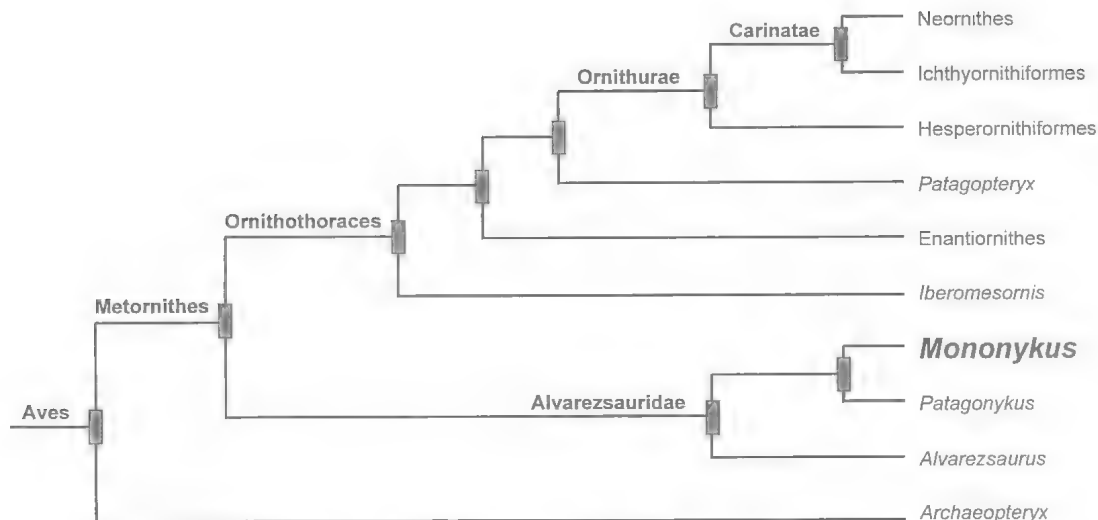 Neornithes
Carinatae
Ichthyornithiformes
Ornithurae
Hesperornithiformes
Patagopteryx
Ornithothoraces
Enantiornithes
Iberomesornis
Metornithes
Mononykus
Patagonykus
Aves
Alvarezsauridae
Alvarezsaurus
Archaeopteryx